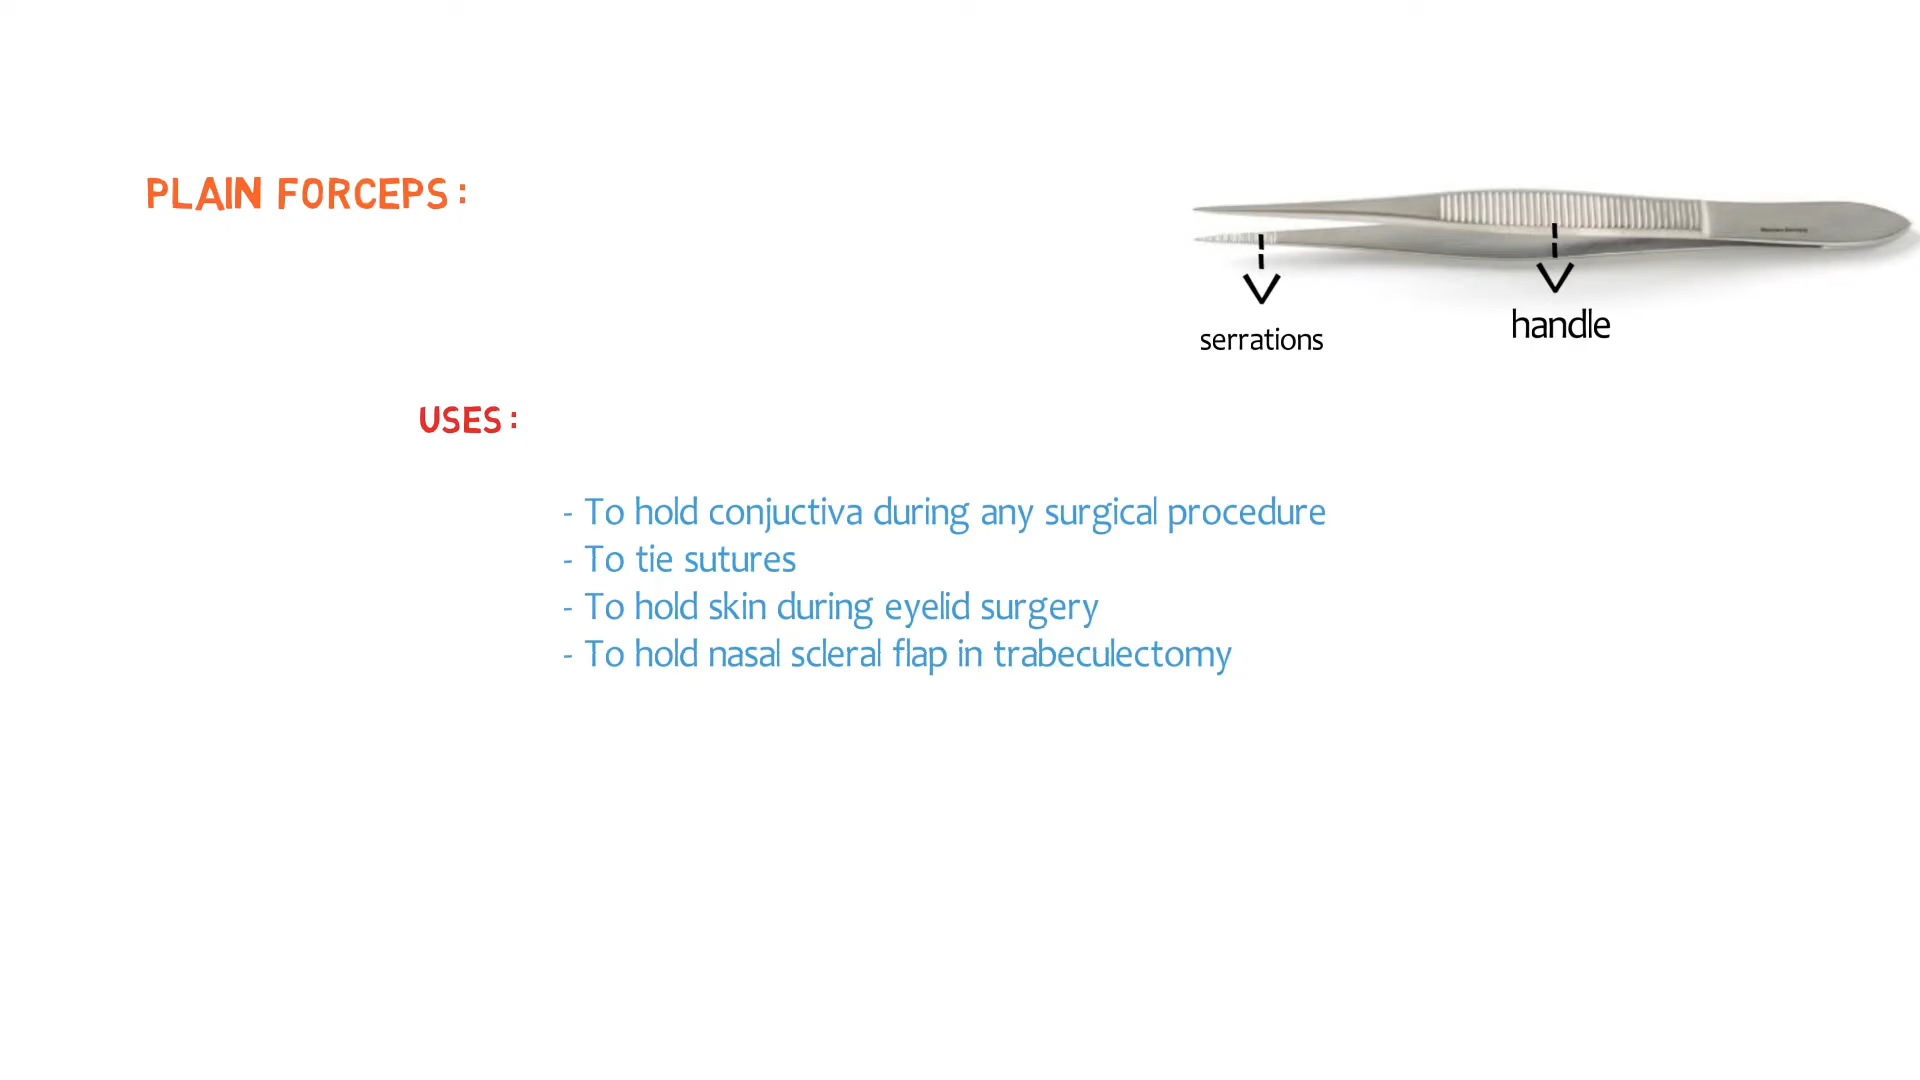 PLAIN FORCEPS :
serrations
handle
USES :
- To hold conjuctiva during any surgical procedure
- To tie sutures
- To hold skin during eyelid surgery
- To hold nasal scleral flap in trabeculectomy